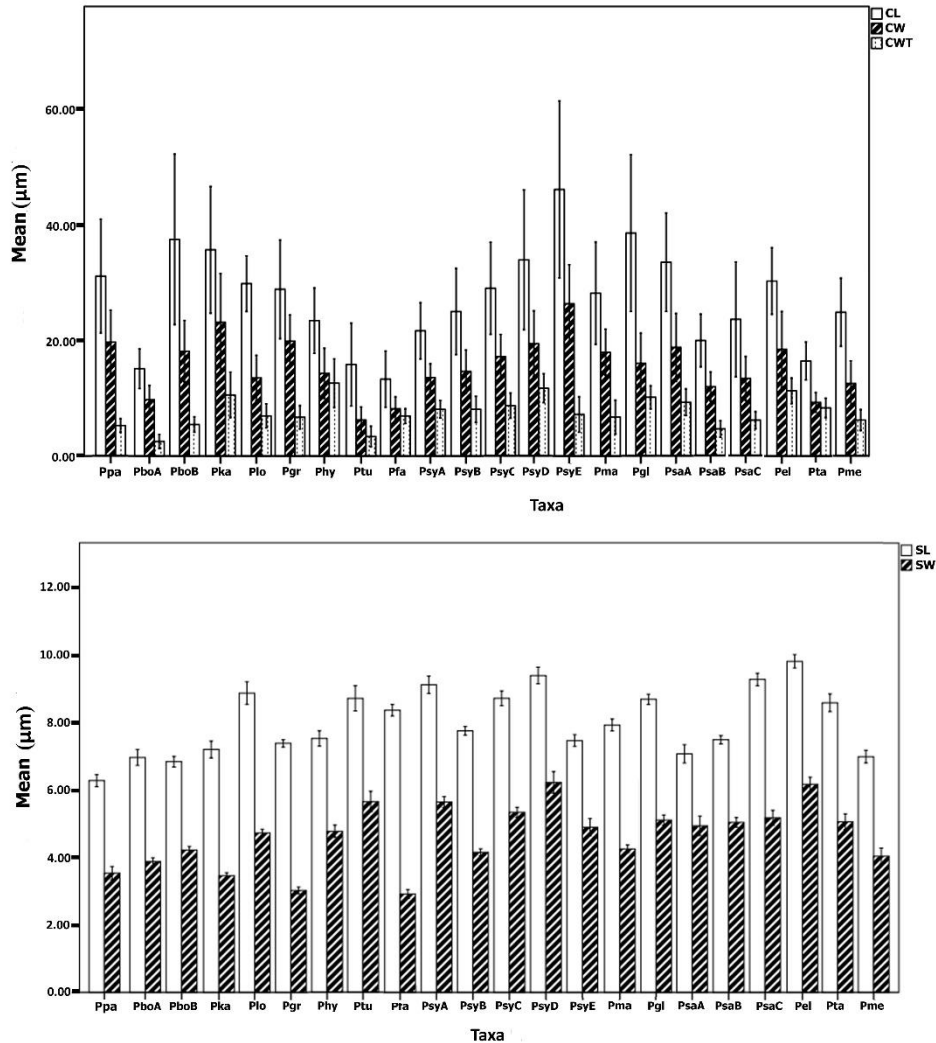 CL
CW
CWT
Mean (μm)
60.00
40.00
20.00
0.00
Ppa PboA PboB Pka Plo Pgr Phy Ptu Pfa PsyA PsyB PsyC PsyD PsyE Pma Pgl PsaA PsaB PsaC Pel Pta Pme
Taxa
SL
SW
Mean (μm)
12.00
10.00
8.00
6.00
4.00
2.00
0.00
Ppa PboA PboB Pka Plo Pgr Phy Ptu Pfa PsyA PsyB PsyC PsyD PsyE Pma Pgl PsaA PsaB PsaC Pel Pta Pme
Taxa